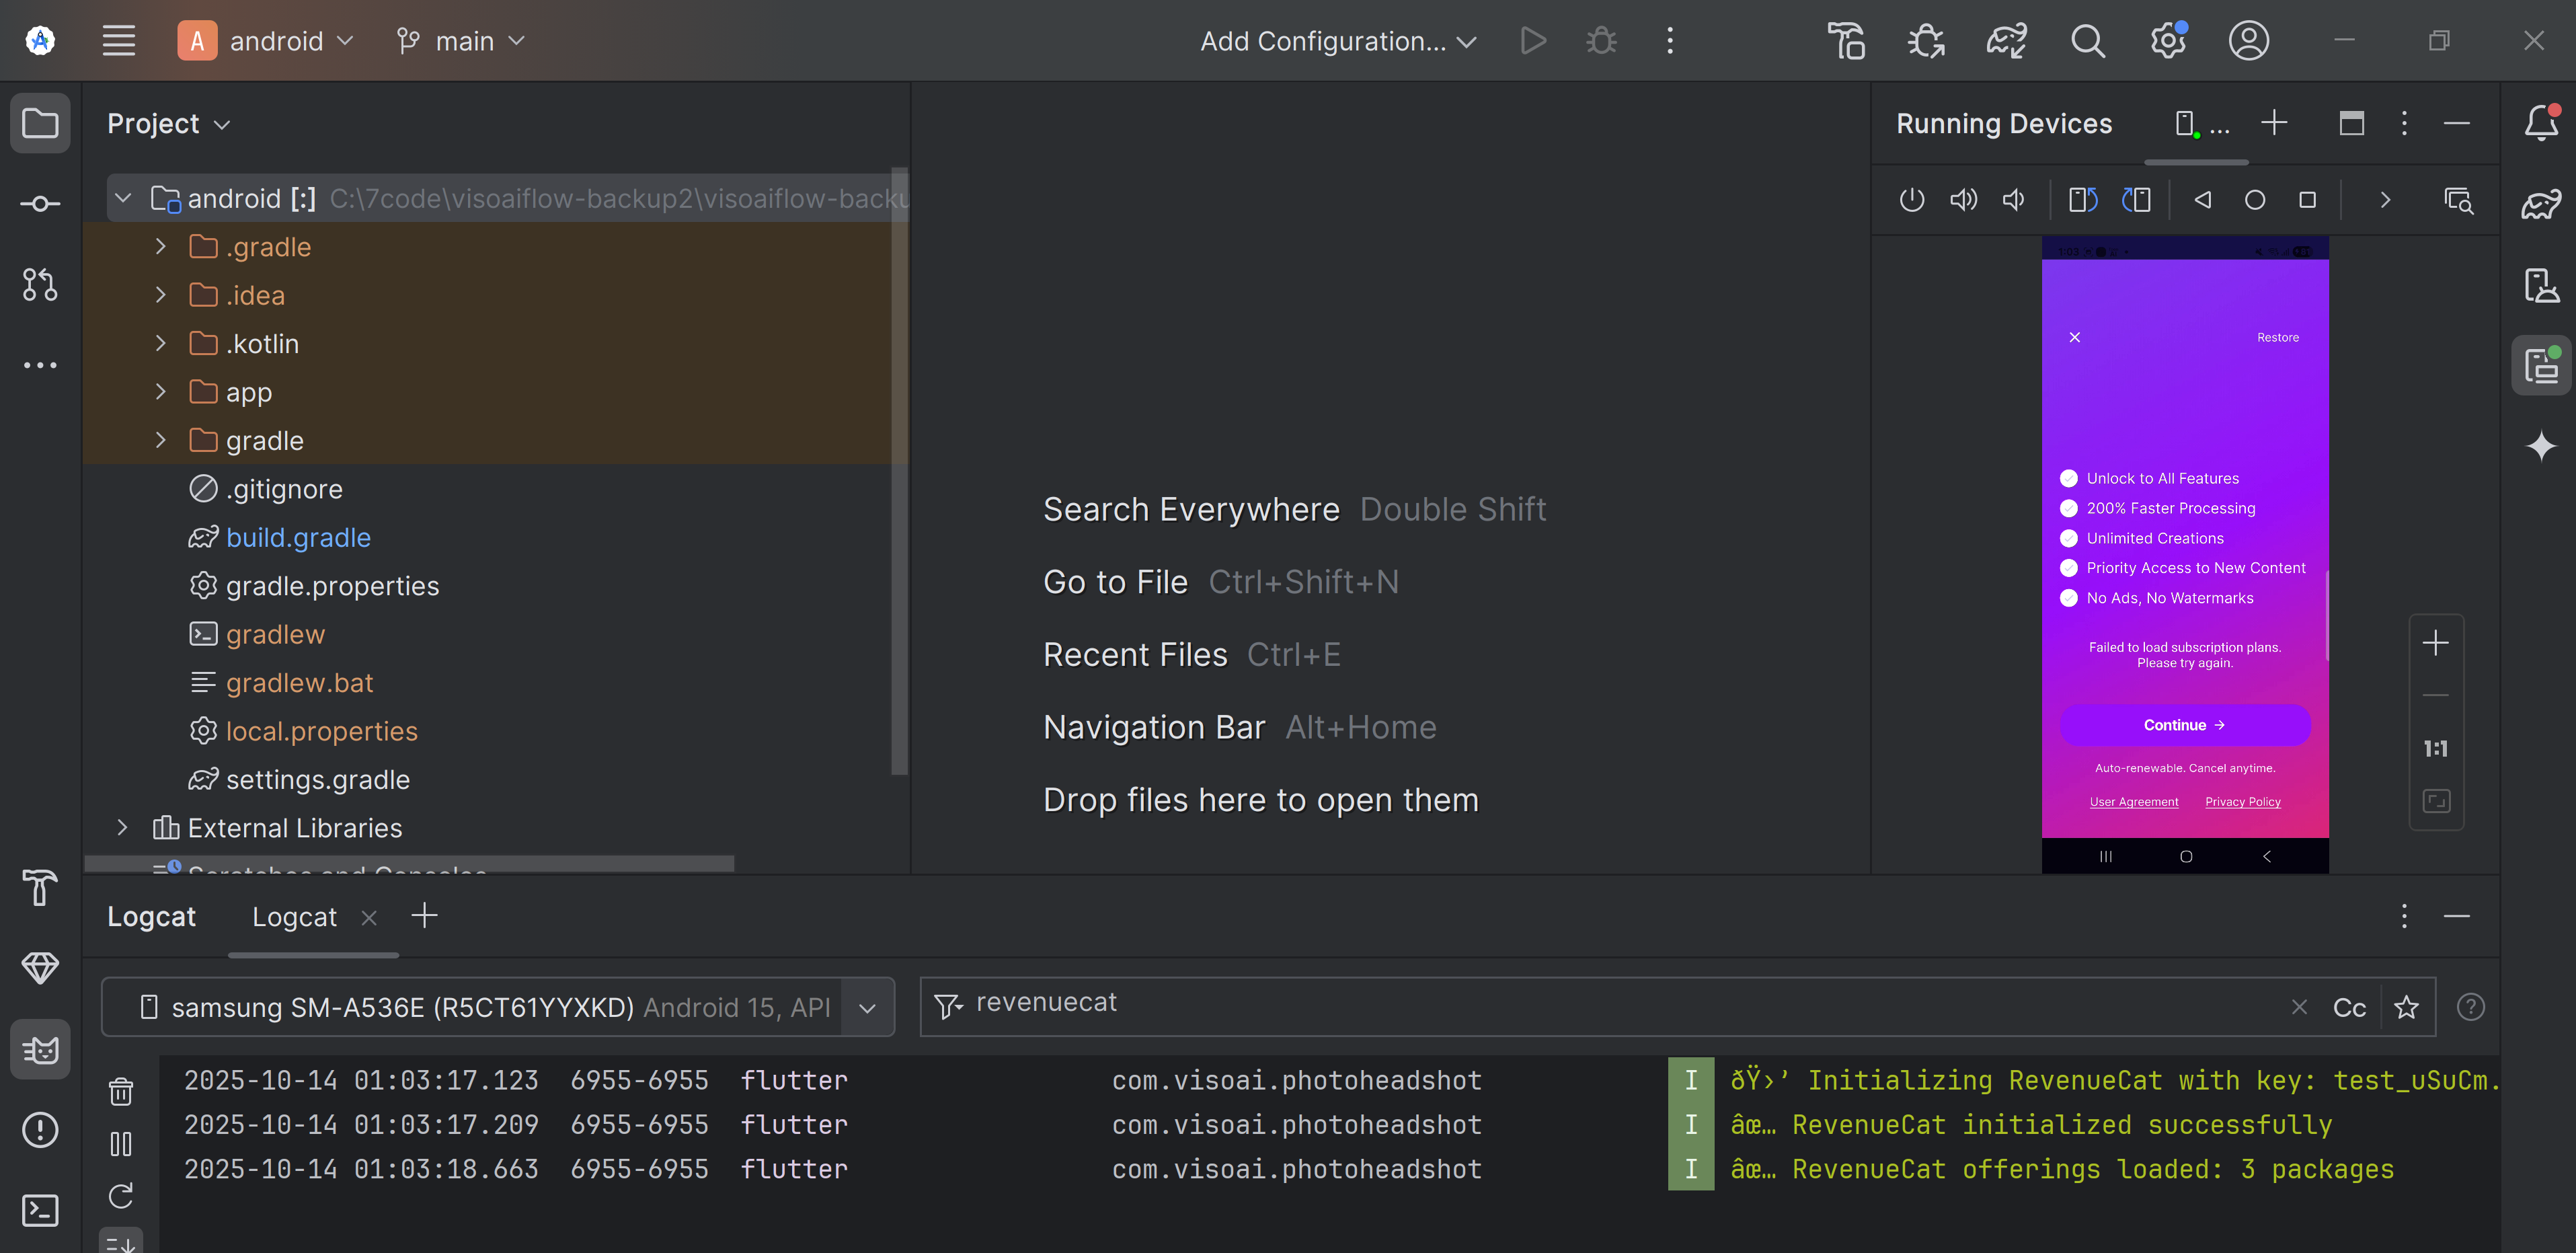 A android main Add Configuration...
Project
android [:] C:\7code\visoaiflow-backup2\visoaiflow-backu
.gradle
.idea
.kotlin
app
gradle
.gitignore
build.gradle
gradle.properties
gradlew
gradlew.bat
local.properties
settings.gradle
External Libraries
Scratches and Consoles
Search Everywhere Double Shift
Go to File Ctrl+Shift+N
Recent Files Ctrl+E
Navigation Bar Alt+Home
Drop files here to open them
Running Devices ...
1:03
Restore
Unlock to All Features
200% Faster Processing
Unlimited Creations
Priority Access to New Content
No Ads, No Watermarks
Failed to load subscription plans.
Please try again.
Continue →
Auto-renewable. Cancel anytime.
User Agreement Privacy Policy
1:1
Logcat Logcat
samsung SM-A536E (R5CT61YYXKD) Android 15, API
revenuecat Cc
2025-10-14 01:03:17.123 6955-6955 flutter com.visoai.photoheadshot I ðŸ›’ Initializing RevenueCat with key: test_uSuCm.
2025-10-14 01:03:17.209 6955-6955 flutter com.visoai.photoheadshot I âœ… RevenueCat initialized successfully
2025-10-14 01:03:18.663 6955-6955 flutter com.visoai.photoheadshot I âœ… RevenueCat offerings loaded: 3 packages